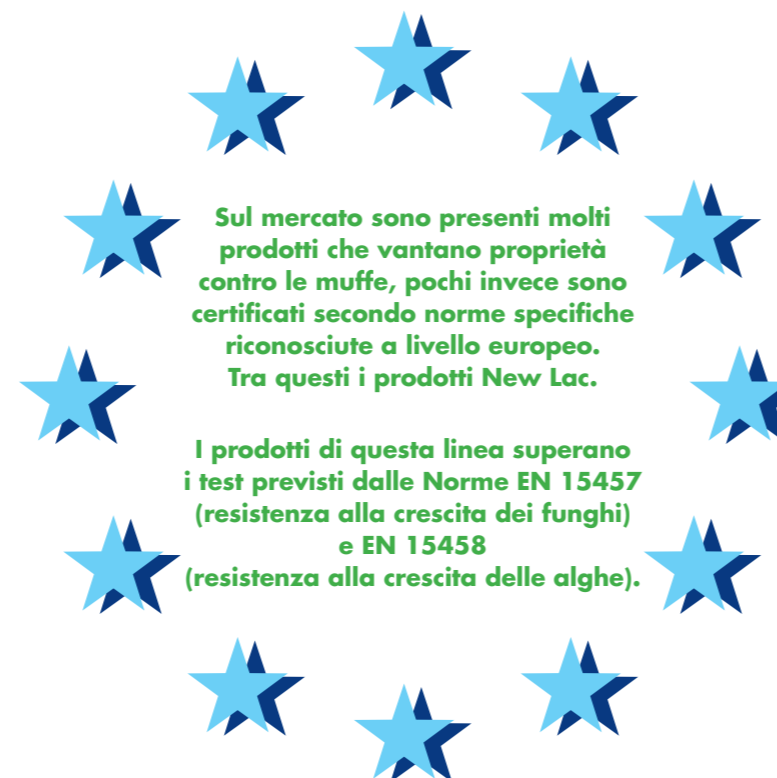 Sul mercato sono presenti molti
prodotti che vantano proprietà
contro le muffe, pochi invece sono
certificati secondo norme specifiche
riconosciute a livello europeo.
Tra questi i prodotti New Lac.
I prodotti di questa linea superano
i test previsti dalle Norme EN 15457
(resistenza alla crescita dei funghi)
e EN 15458
(resistenza alla crescita delle alghe).